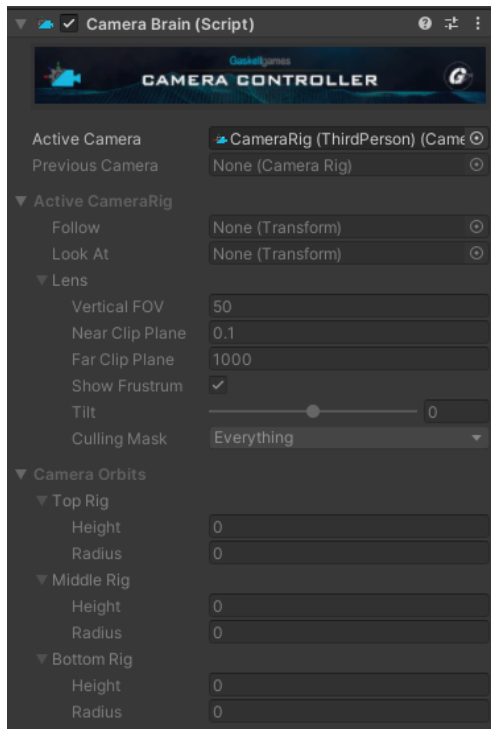 Camera Brain (Script)
Gaskellgames
CAMERA CONTROLLER
G
Active Camera CameraRig (ThirdPerson) (Came
Previous Camera None (Camera Rig)
Active CameraRig
Follow None (Transform)
Look At None (Transform)
Lens
Vertical FOV 50
Near Clip Plane 0.1
Far Clip Plane 1000
Show Frustrum
Tilt 0
Culling Mask Everything
Camera Orbits
Top Rig
Height 0
Radius 0
Middle Rig
Height 0
Radius 0
Bottom Rig
Height 0
Radius 0